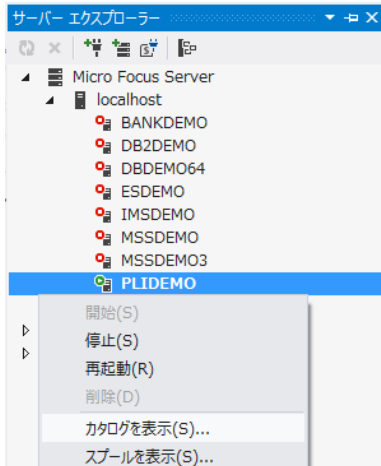 サーバー エクスプローラー
Micro Focus Server
localhost
BANKDEMO
DB2DEMO
DBDEMO64
ESDEMO
IMSDEMO
MSSDEMO
MSSDEMO3
PLIDEMO
開始(S)
停止(S)
再起動(R)
削除(D)
カタログを表示(S)...
スプールを表示(S)...